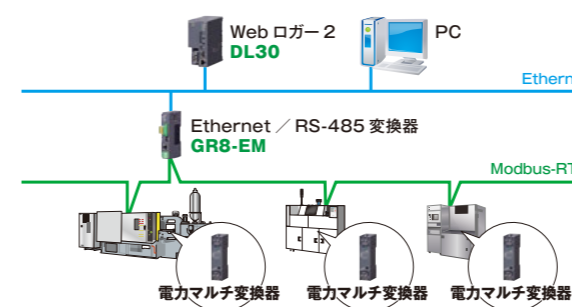 Web ロガー 2
DL30
PC
Ethern
Ethernet ／ RS-485 変換器
GR8-EM
Modbus-RT
電力マルチ変換器
電力マルチ変換器
電力マルチ変換器